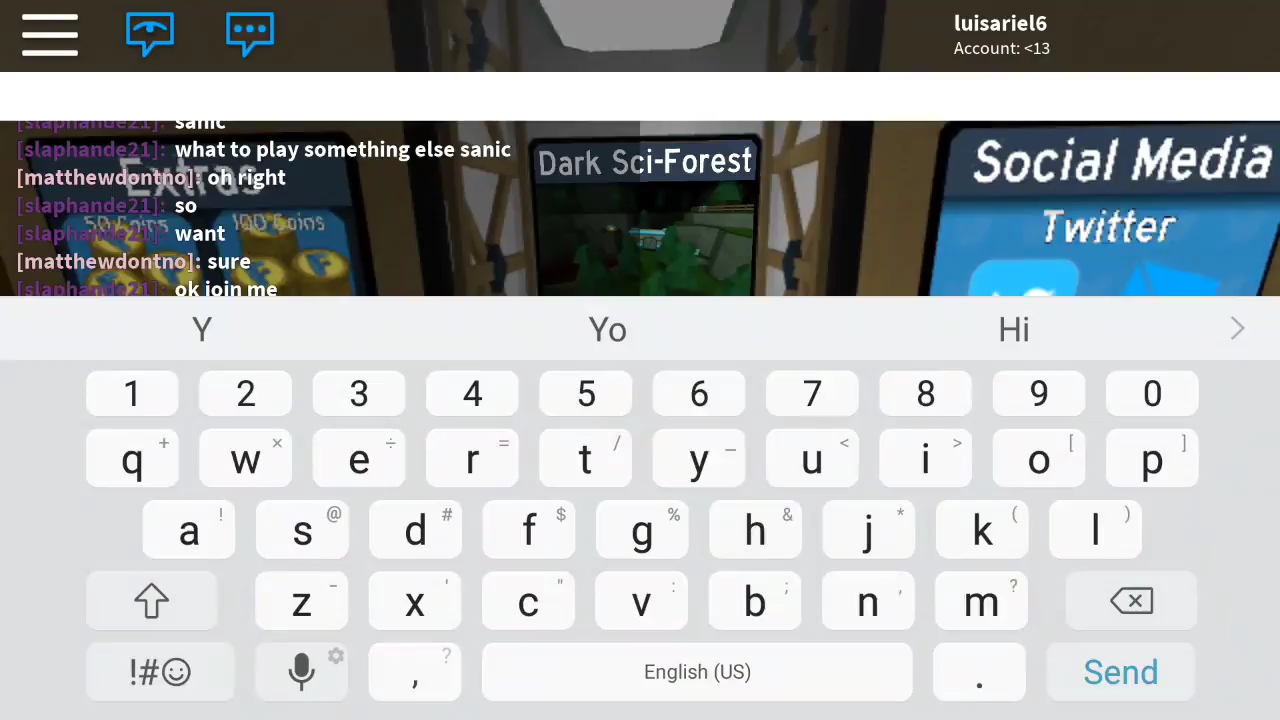 luisariel6
Account: <13
[slaphande21]: sanic
[slaphande21]: what to play something else sanic
[matthewdontno]: oh right
[slaphande21]: so
[slaphande21]: want
[matthewdontno]: sure
[slaphande21]: ok join me
Extras
50 Coins 100 Coins
Dark Sci-Forest
Social Media
Twitter
Y Yo Hi >
1 2 3 4 5 6 7 8 9 0
q + w × e ÷ r = t / y _ u < i > o [ p ]
a ! s @ d # f $ g % h & j * k ( l )
z - x ' c " v : b ; n , m ?
!#☺ , ? English (US) . Send